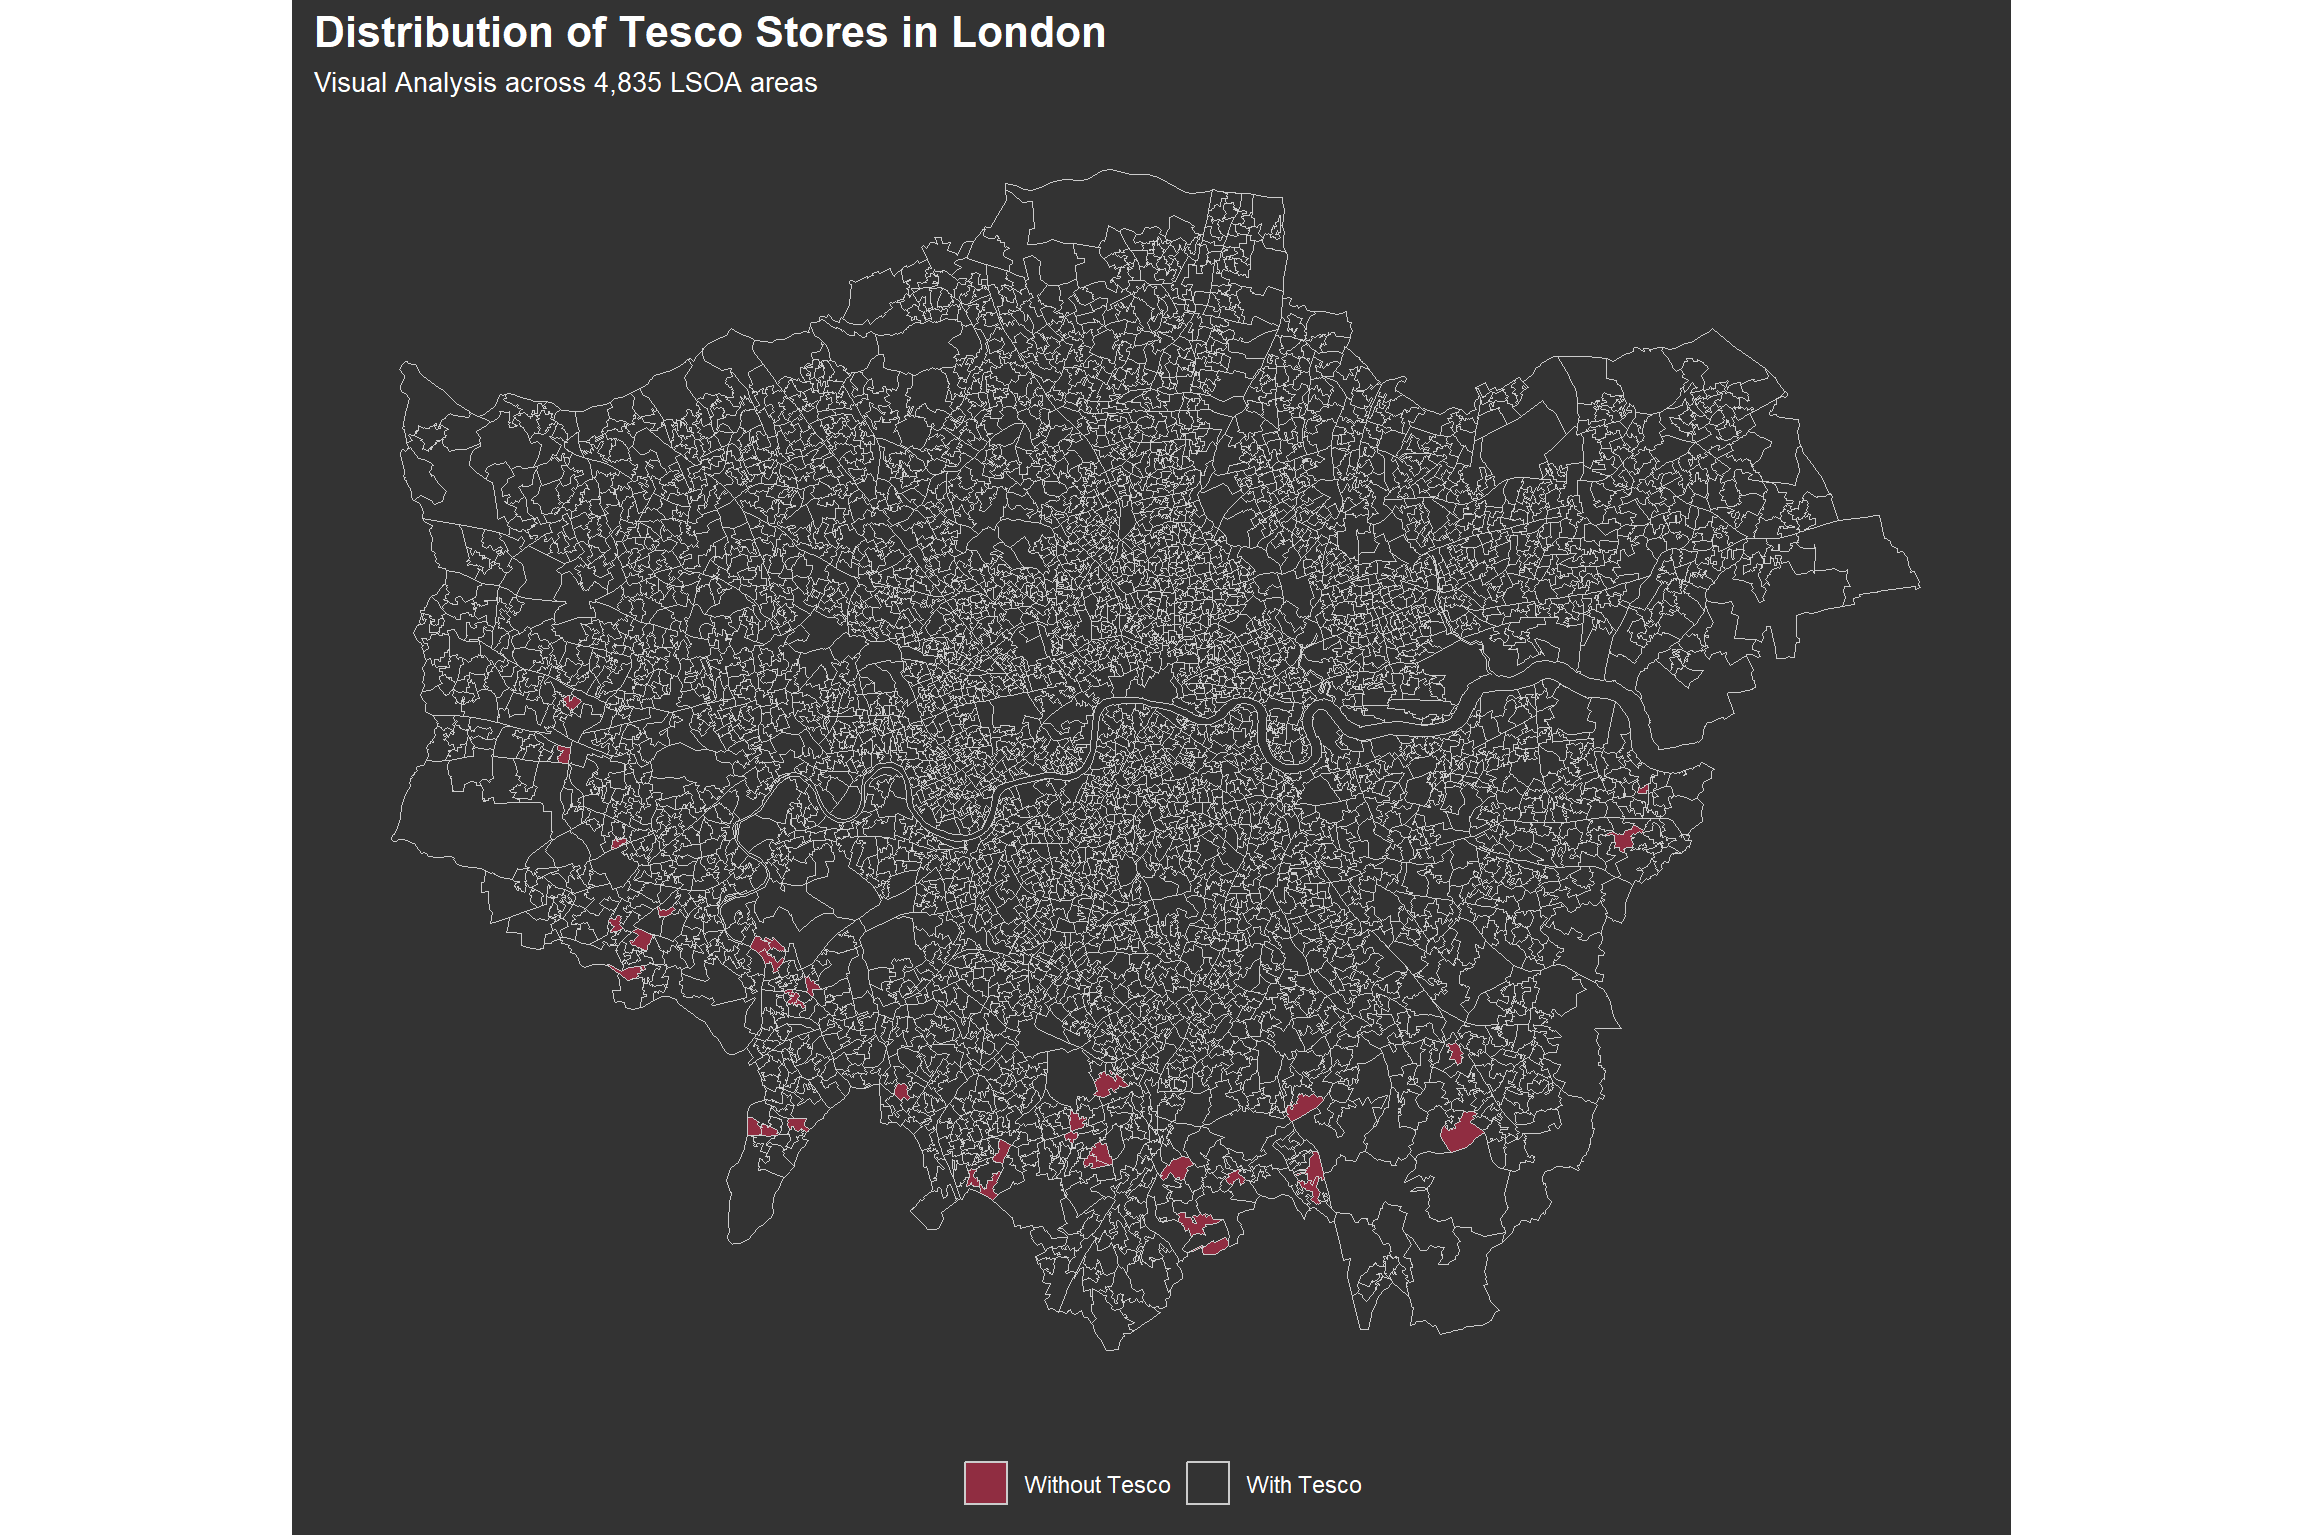 Distribution of Tesco Stores in London
Visual Analysis across 4,835 LSOA areas
Without Tesco
With Tesco